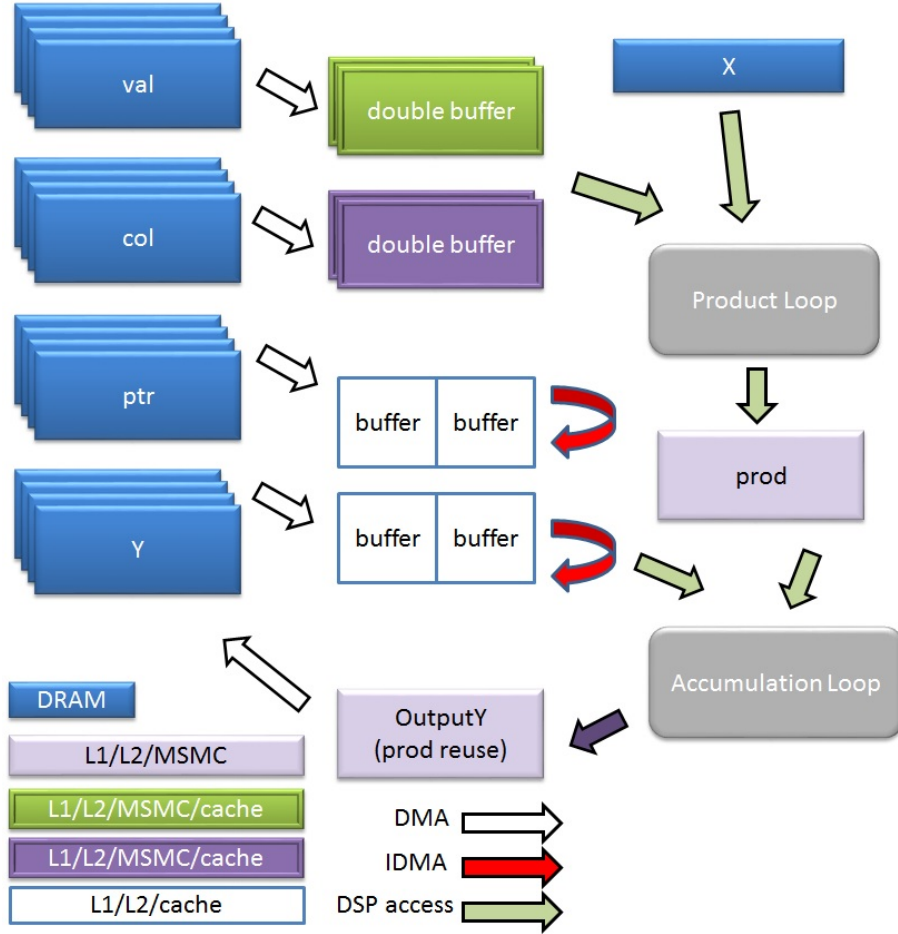 val
double buffer
X
col
double buffer
Product Loop
ptr
buffer
buffer
prod
Y
buffer
buffer
Accumulation Loop
DRAM
OutputY
(prod reuse)
L1/L2/MSMC
L1/L2/MSMC/cache
DMA
L1/L2/MSMC/cache
IDMA
L1/L2/cache
DSP access